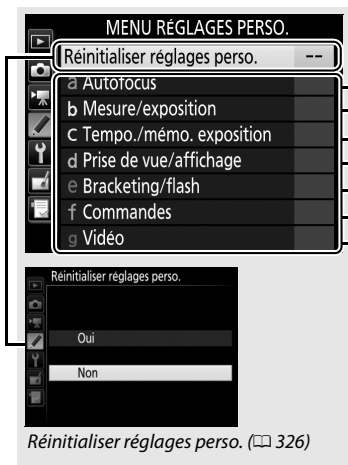 MENU RÉGLAGES PERSO.
Réinitialiser réglages perso. --
a Autofocus
b Mesure/exposition
c Tempo./mémo. exposition
d Prise de vue/affichage
e Bracketing/flash
f Commandes
g Vidéo
Réinitialiser réglages perso.
Oui
Non
Réinitialiser réglages perso. (📖 326)